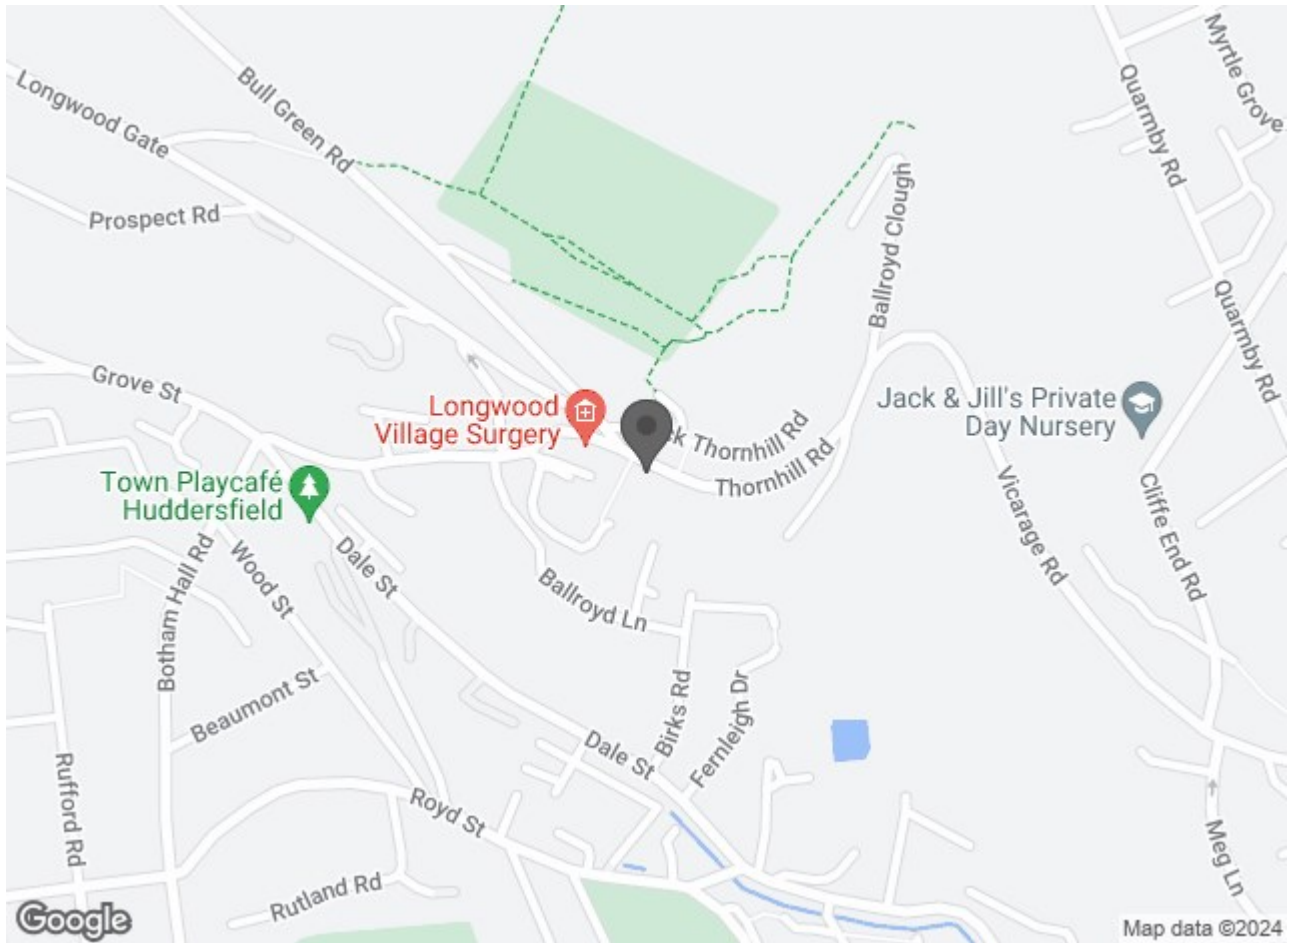 Longwood Gate
Bull Green Rd
Quarmby Rd
Myrtle Grove
Prospect Rd
Ballroyd Clough
Quarmby Rd
Grove St
Longwood
Village Surgery
Jack & Jill's Private
Day Nursery
Thornhill Rd
Thornhill Rd
Town Playcafé
Huddersfield
Vicarage Rd
Cliffe End Rd
Botham Hall Rd
Wood St
Dale St
Ballroyd Ln
Beaumont St
Birks Rd
Fernleigh Dr
Dale St
Rufford Rd
Royd St
Meg Ln
Rutland Rd
Google
Map data ©2024